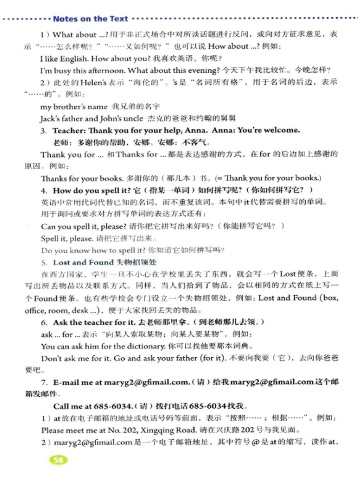 Notes on the Text
1）What about ...?用于非正式场合中对所谈话题进行反问，或向对方征求意见，表
示“……怎么样呢？”“……又如何呢？”也可以说 How about ...? 例如：
I like English. How about you? 我喜欢英语。你呢？
I'm busy this afternoon. What about this evening? 今天下午我比较忙。今晚怎样？
2）此处的Helen's 表示“海伦的”。's是“名词所有格”，用于名词的后边，表示
“……的”。例如：
my brother's name 我兄弟的名字
Jack's father and John's uncle 杰克的爸爸和约翰的舅舅
3. Teacher: Thank you for your help, Anna. Anna: You're welcome.
老师：多谢你的帮助，安娜。安娜：不客气。
Thank you for ... 和 Thanks for ... 都是表达感谢的方式，在 for 的后边加上感谢的
原因。例如：
Thanks for your books. 多谢你的（那几本）书。(= Thank you for your books.)
4. How do you spell it? 它（指某一单词）如何拼写呢？（你如何拼写它？）
英语中常用代词代替已知的名词，而不重复该词。本句中it代替需要拼写的单词。
用于询问或要求对方拼写单词的表达方式还有：
Can you spell it, please? 请你把它拼写出来好吗？（你能拼写它吗？）
Spell it, please. 请把它拼写出来。
Do you know how to spell it? 你知道它如何拼写吗？
5. Lost and Found 失物招领处
在西方国家，学生一旦不小心在学校里丢失了东西，就会写一个Lost便条，上面
写出所丢物品以及联系方式。同样，当人们拾到了物品，会以相同的方式在纸上写一
个Found便条。也有些学校会专门设立一个失物招领处，例如：Lost and Found (box,
office, room, desk ...)，便于大家找回丢失的物品。
6. Ask the teacher for it. 去老师那里拿。（到老师那儿去领。）
ask ... for ... 表示“向某人索取某物；向某人要某物”。例如：
You can ask him for the dictionary. 你可以找他要那本词典。
Don't ask me for it. Go and ask your father (for it). 不要向我要（它），去向你爸爸
要吧。
7. E-mail me at maryg2@gfimail.com.（请）给我 maryg2@gfimail.com 这个邮
箱发邮件。
Call me at 685-6034.（请）拨打电话 685-6034 找我。
1）at放在电子邮箱的地址或电话号码等前面，表示“按照……；根据……”。例如：
Please meet me at No. 202, Xingqing Road. 请在兴庆路202号与我见面。
2）maryg2@gfimail.com是一个电子邮箱地址，其中符号@是at的缩写，读作at，
58